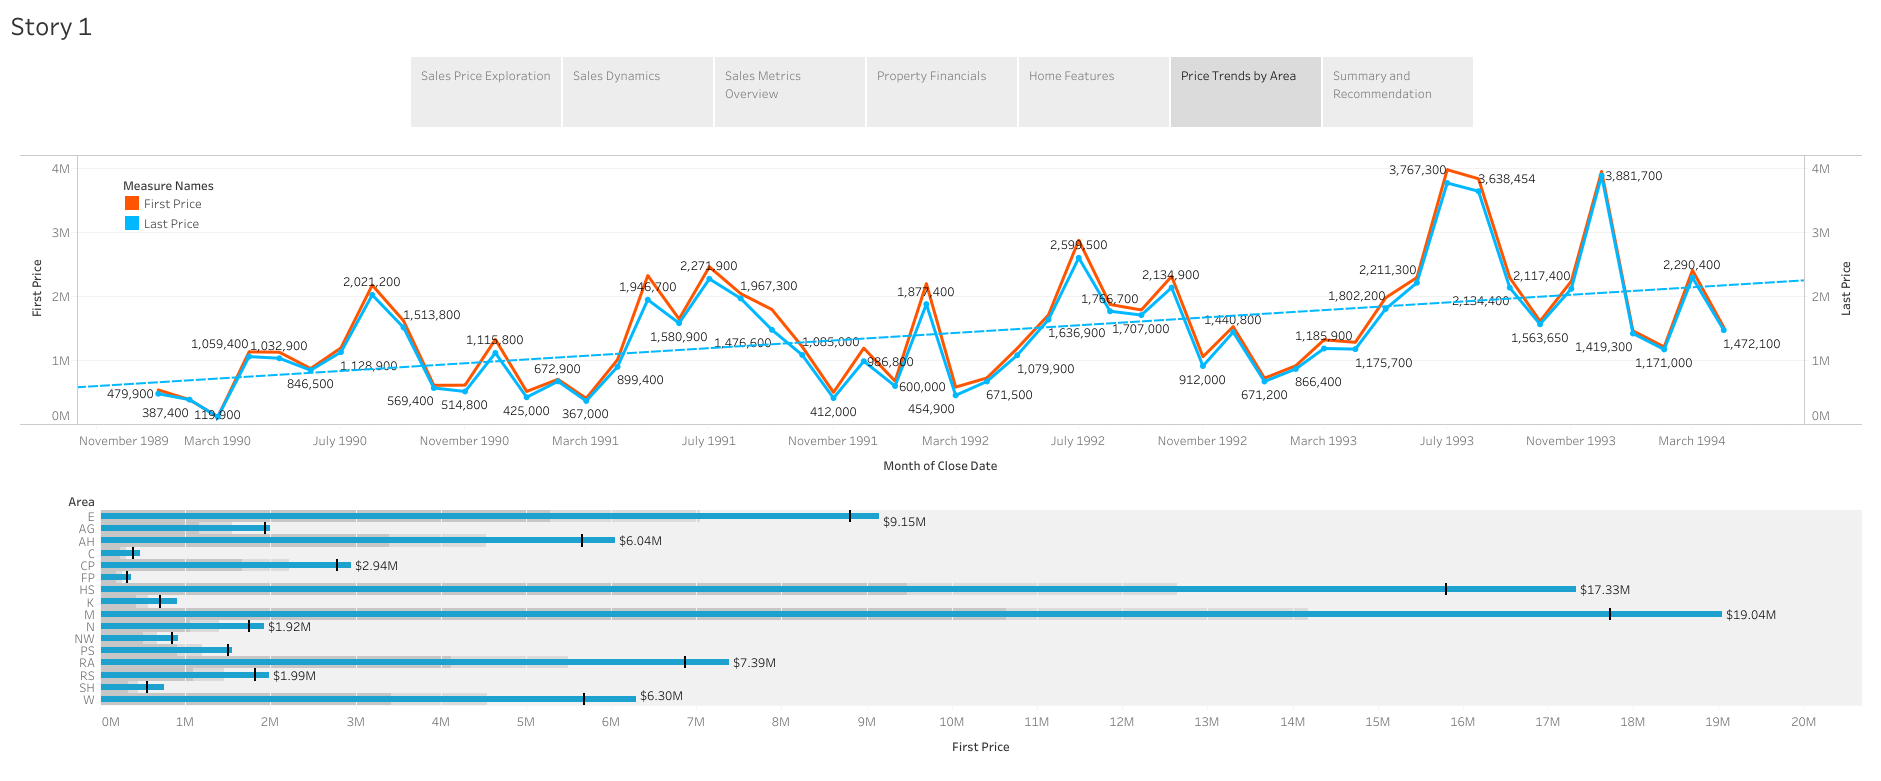 Story 1
Sales Price Exploration
Sales Dynamics
Sales Metrics
Overview
Property Financials
Home Features
Price Trends by Area
Summary and
Recommendation
Measure Names
First Price
Last Price
First Price
4M
3M
2M
1M
0M
479,900
387,400
119,900
1,059,400
1,032,900
846,500
1,128,900
2,021,200
1,513,800
569,400
514,800
1,115,800
425,000
672,900
367,000
899,400
1,946,700
1,580,900
2,271,900
1,967,300
1,476,600
1,085,000
412,000
986,800
600,000
1,877,400
454,900
671,500
1,079,900
1,636,900
2,599,500
1,766,700
1,707,000
2,134,900
912,000
1,440,800
671,200
866,400
1,185,900
1,175,700
1,802,200
2,211,300
3,767,300
3,638,454
2,134,400
1,563,650
2,117,400
3,881,700
1,419,300
1,171,000
2,290,400
1,472,100
4M
3M
2M
1M
0M
Last Price
November 1989
March 1990
July 1990
November 1990
March 1991
July 1991
November 1991
March 1992
July 1992
November 1992
March 1993
July 1993
November 1993
March 1994
Month of Close Date
Area
E
$9.15M
AG
AH
$6.04M
C
CP
$2.94M
FP
HS
$17.33M
K
M
$19.04M
N
$1.92M
NW
PS
RA
$7.39M
RS
$1.99M
SH
W
$6.30M
0M
1M
2M
3M
4M
5M
6M
7M
8M
9M
10M
11M
12M
13M
14M
15M
16M
17M
18M
19M
20M
First Price